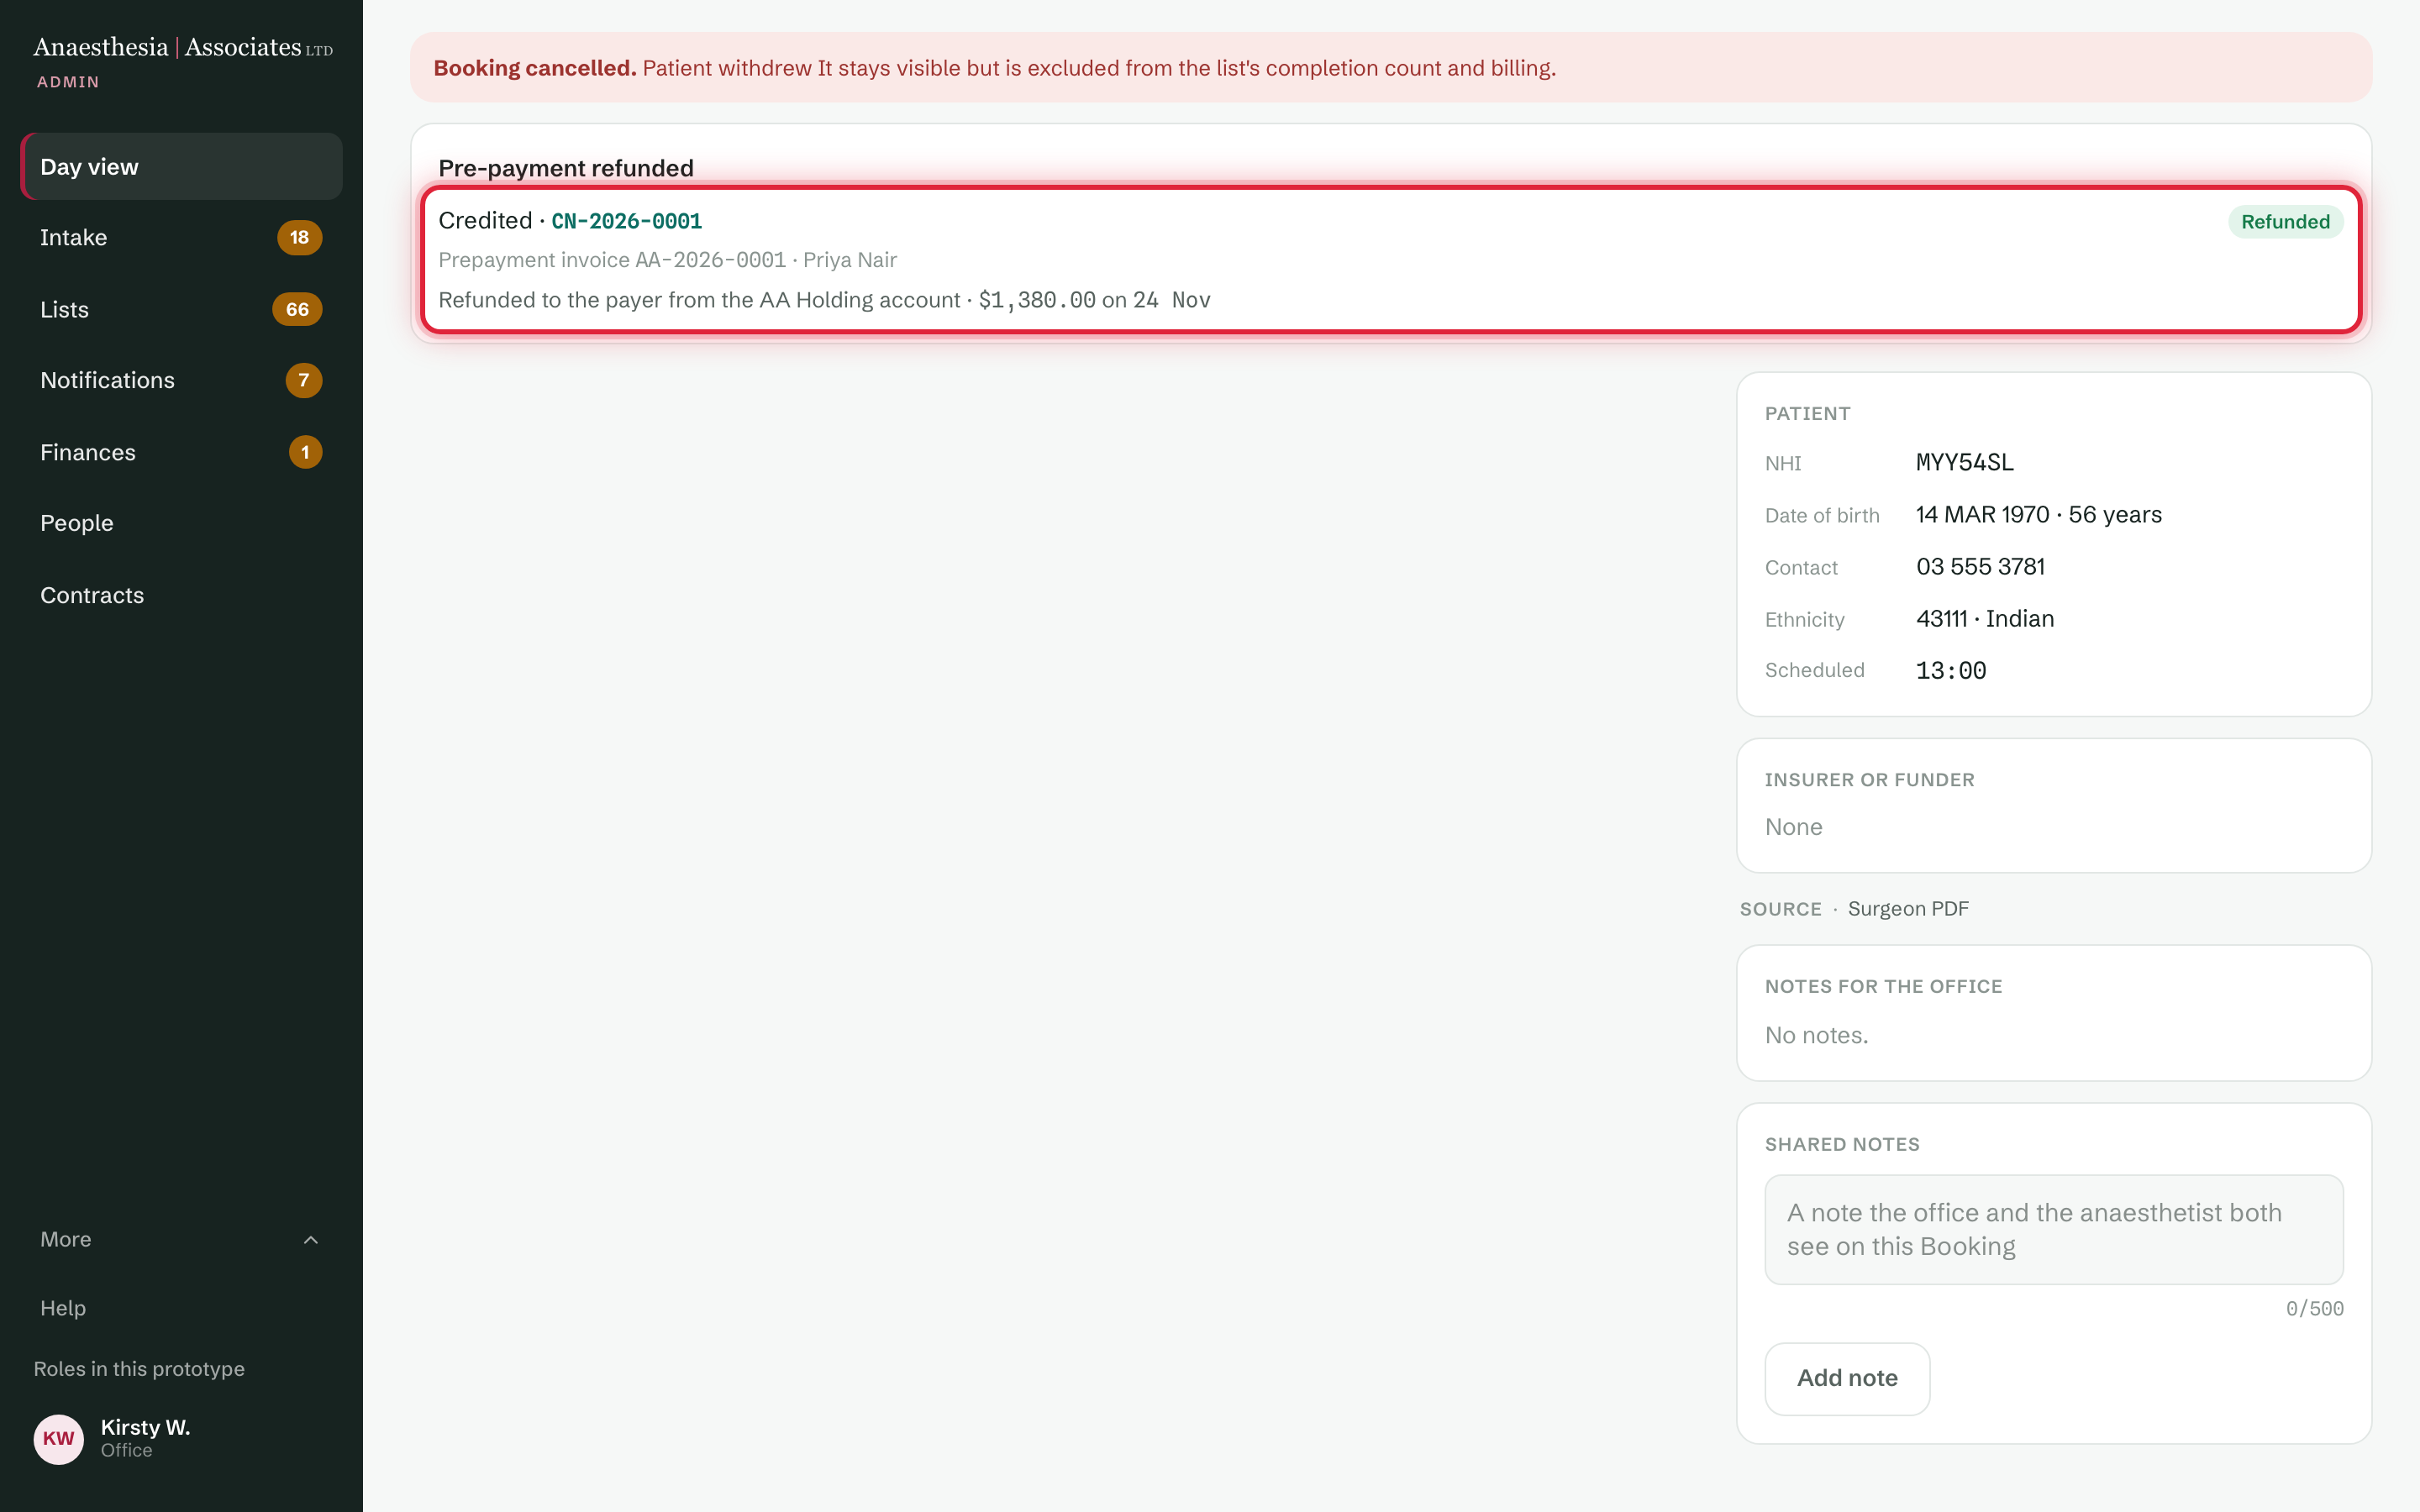 Anaesthesia | Associates LTD
ADMIN
Day view
Intake 18
Lists 66
Notifications 7
Finances 1
People
Contracts
More
Help
Roles in this prototype
KW
Kirsty W.
Office
Booking cancelled. Patient withdrew It stays visible but is excluded from the list's completion count and billing.
Pre-payment refunded
Credited · CN-2026-0001 Refunded
Prepayment invoice AA-2026-0001 · Priya Nair
Refunded to the payer from the AA Holding account · $1,380.00 on 24 Nov
PATIENT
NHI MYY54SL
Date of birth 14 MAR 1970 · 56 years
Contact 03 555 3781
Ethnicity 43111 · Indian
Scheduled 13:00
INSURER OR FUNDER
None
SOURCE · Surgeon PDF
NOTES FOR THE OFFICE
No notes.
SHARED NOTES
A note the office and the anaesthetist both
see on this Booking
0/500
Add note